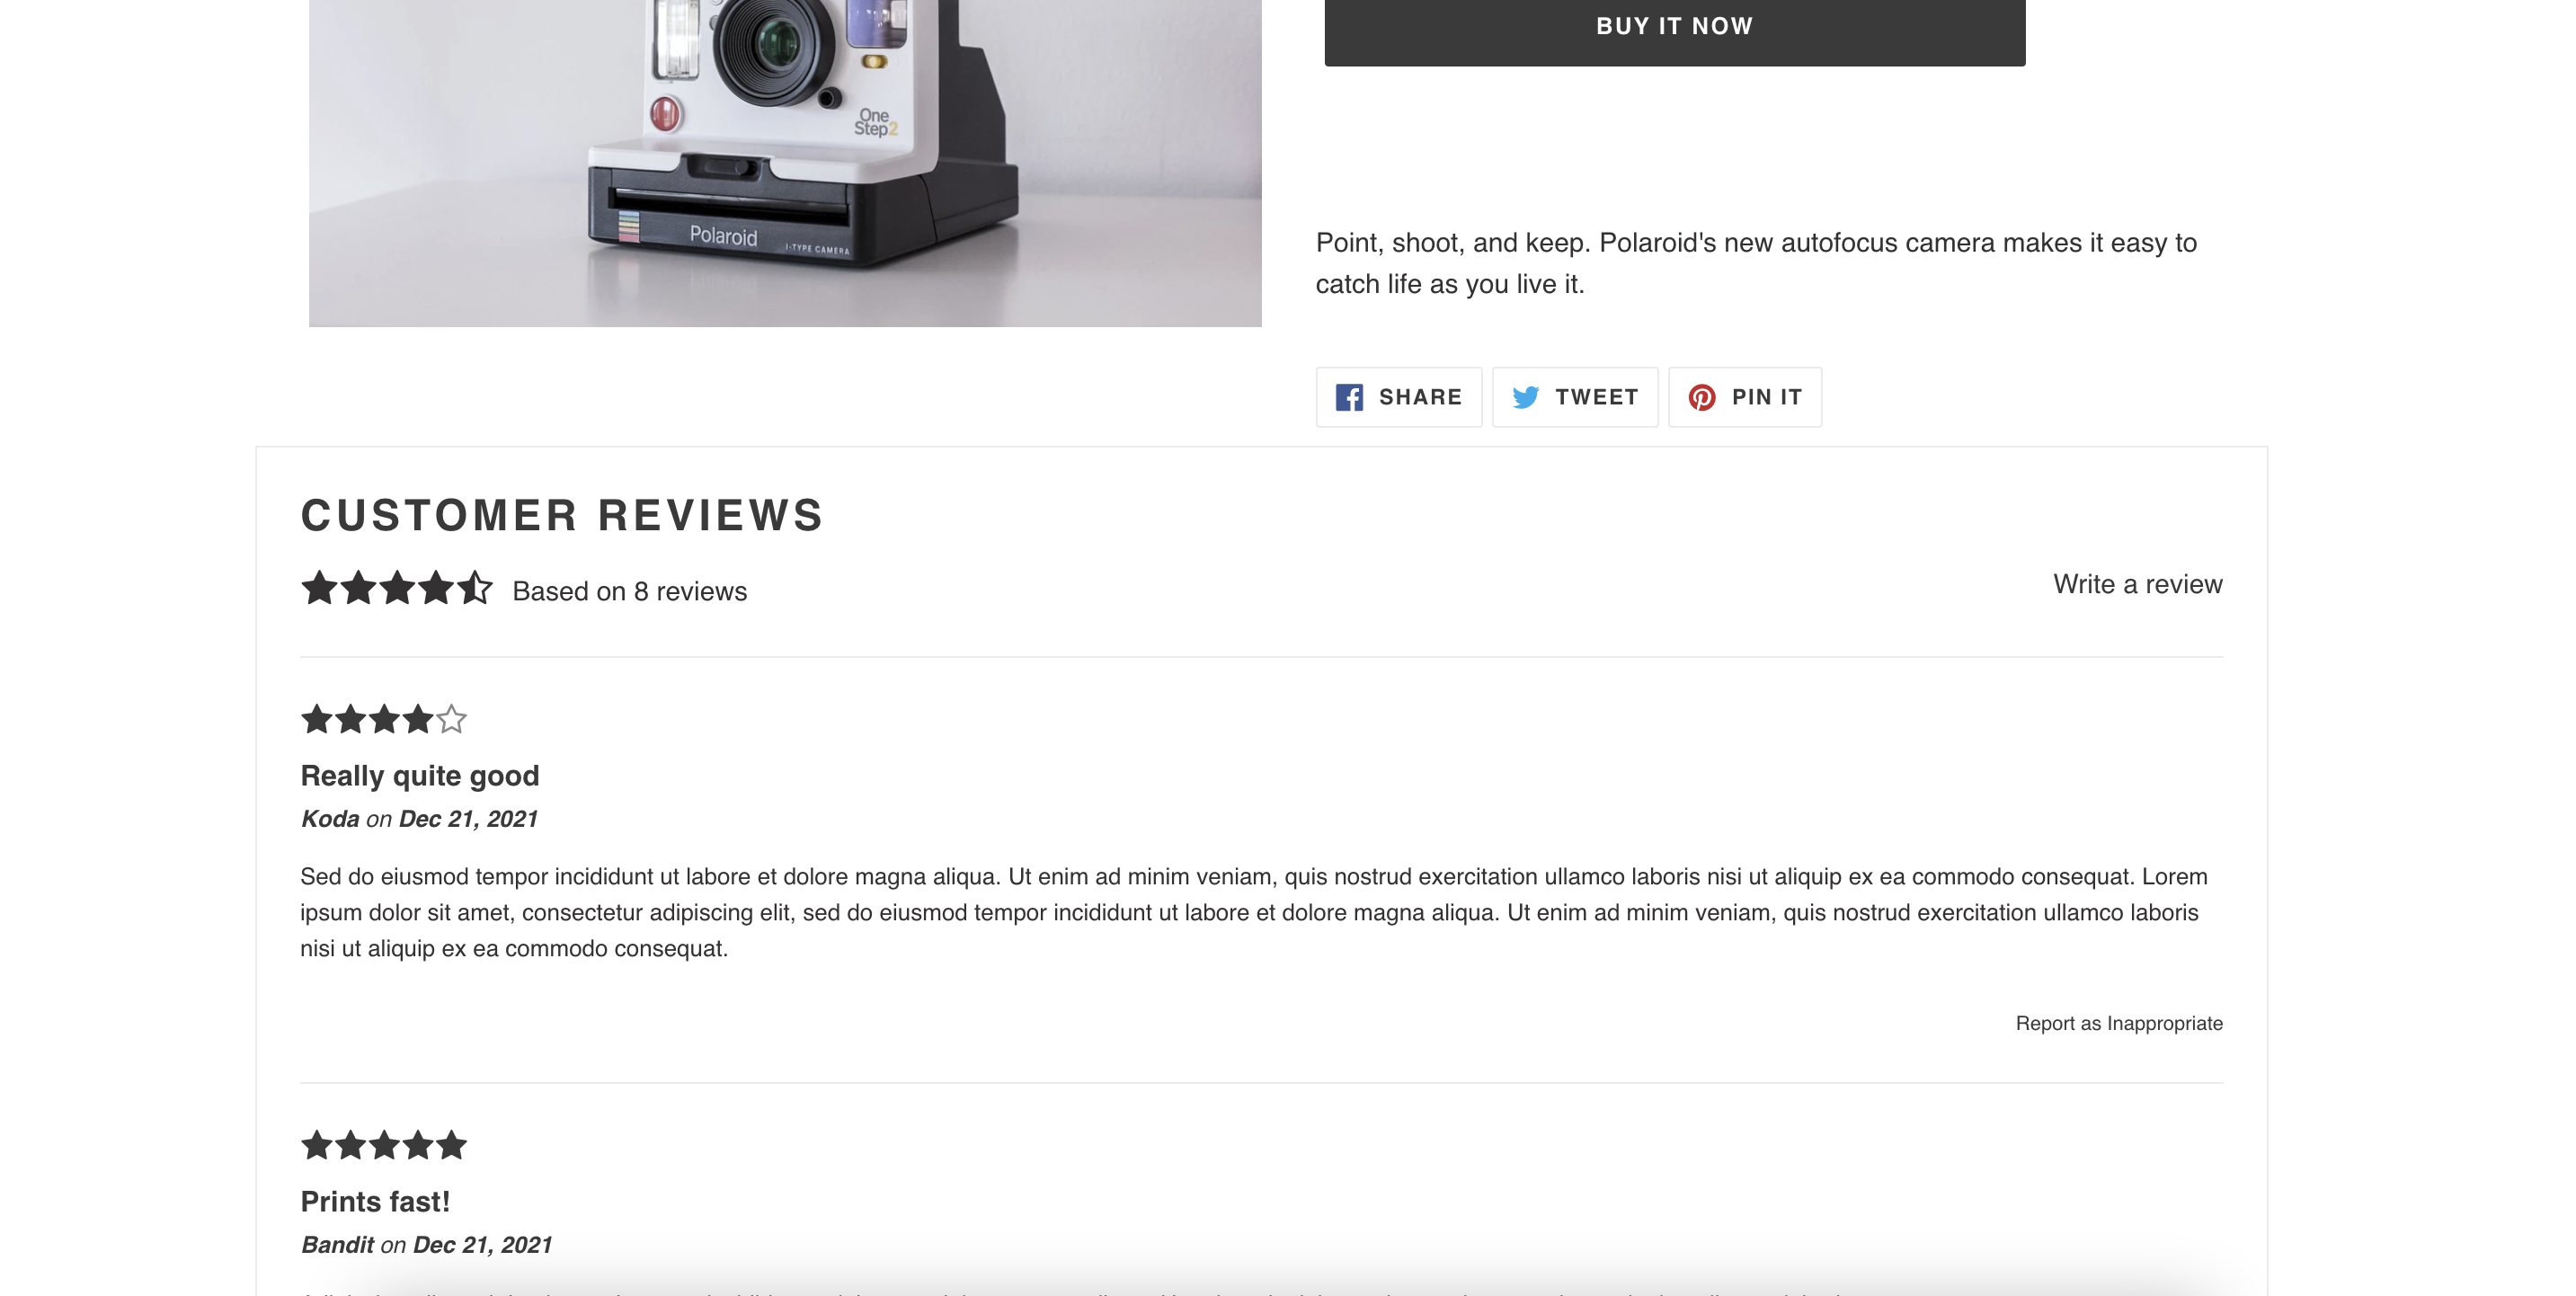 BUY IT NOW
One
Step2
Polaroid
I-TYPE CAMERA
Point, shoot, and keep. Polaroid's new autofocus camera makes it easy to
catch life as you live it.
SHARE
TWEET
PIN IT
CUSTOMER REVIEWS
Based on 8 reviews
Write a review
Really quite good
Koda on Dec 21, 2021
Sed do eiusmod tempor incididunt ut labore et dolore magna aliqua. Ut enim ad minim veniam, quis nostrud exercitation ullamco laboris nisi ut aliquip ex ea commodo consequat. Lorem
ipsum dolor sit amet, consectetur adipiscing elit, sed do eiusmod tempor incididunt ut labore et dolore magna aliqua. Ut enim ad minim veniam, quis nostrud exercitation ullamco laboris
nisi ut aliquip ex ea commodo consequat.
Report as Inappropriate
Prints fast!
Bandit on Dec 21, 2021